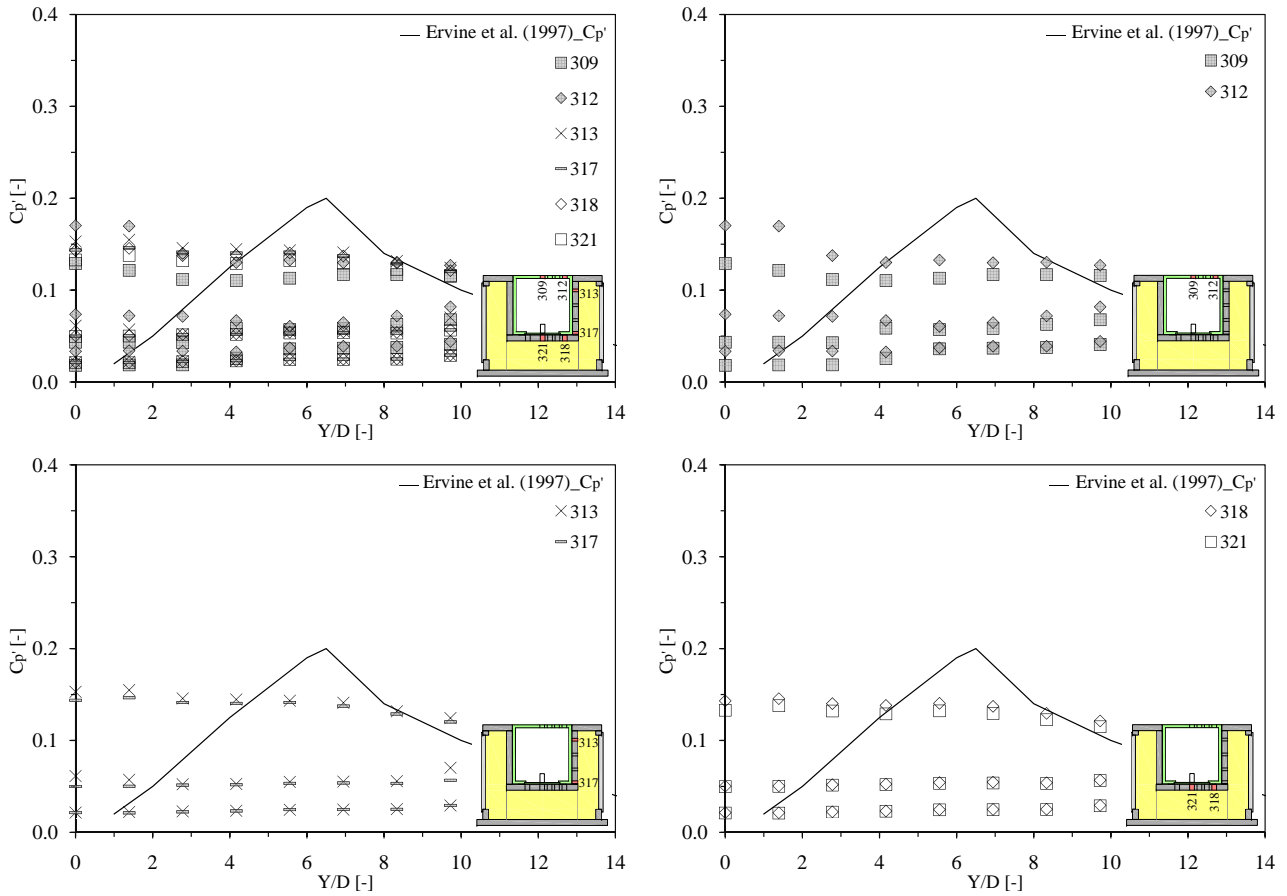 0.4
0.3
0.2
0.1
0.0
Cp' [-]
0 2 4 6 8 10 12 14
Y/D [-]
Ervine et al. (1997)_Cp'
309
312
313
317
318
321
309 312
313
317
321 318
0.4
0.3
0.2
0.1
0.0
Cp' [-]
0 2 4 6 8 10 12 14
Y/D [-]
Ervine et al. (1997)_Cp'
309
312
309 312
0.4
0.3
0.2
0.1
0.0
Cp' [-]
0 2 4 6 8 10 12 14
Y/D [-]
Ervine et al. (1997)_Cp'
313
317
313
317
0.4
0.3
0.2
0.1
0.0
Cp' [-]
0 2 4 6 8 10 12 14
Y/D [-]
Ervine et al. (1997)_Cp'
318
321
321 318